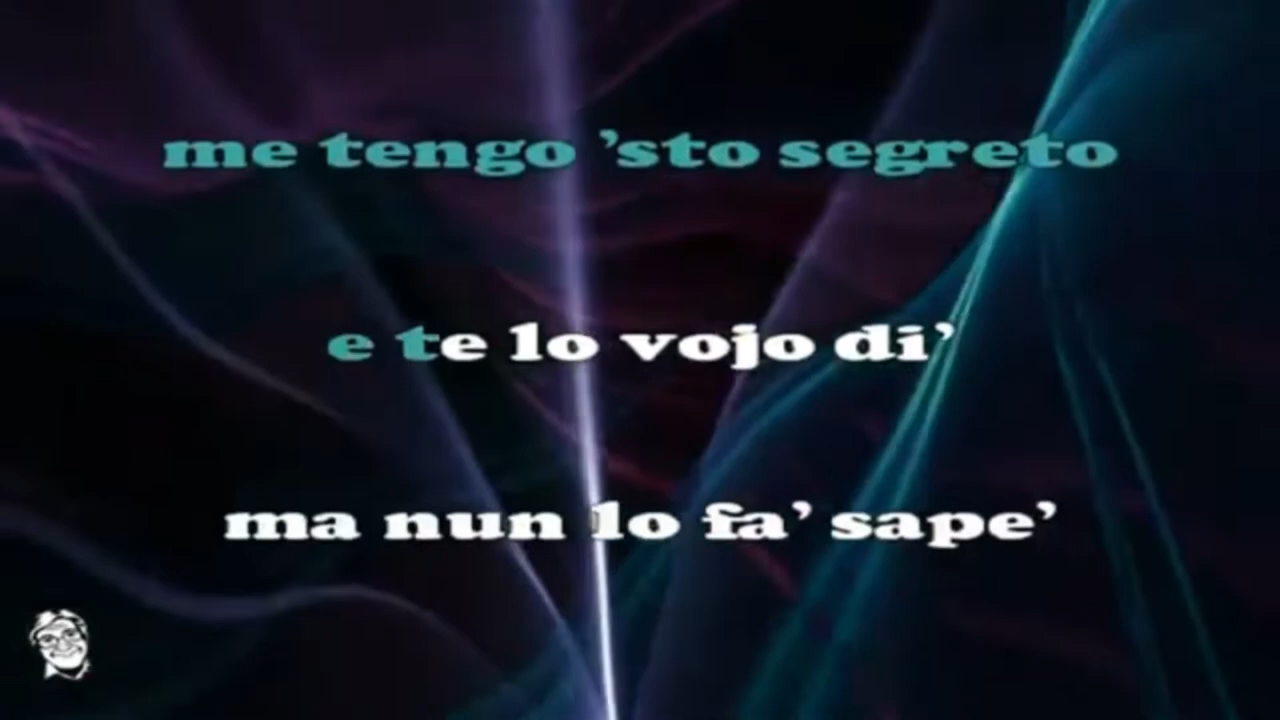 me tengo ’sto segreto
e te lo vojo di’
ma nun lo fa’ sape’